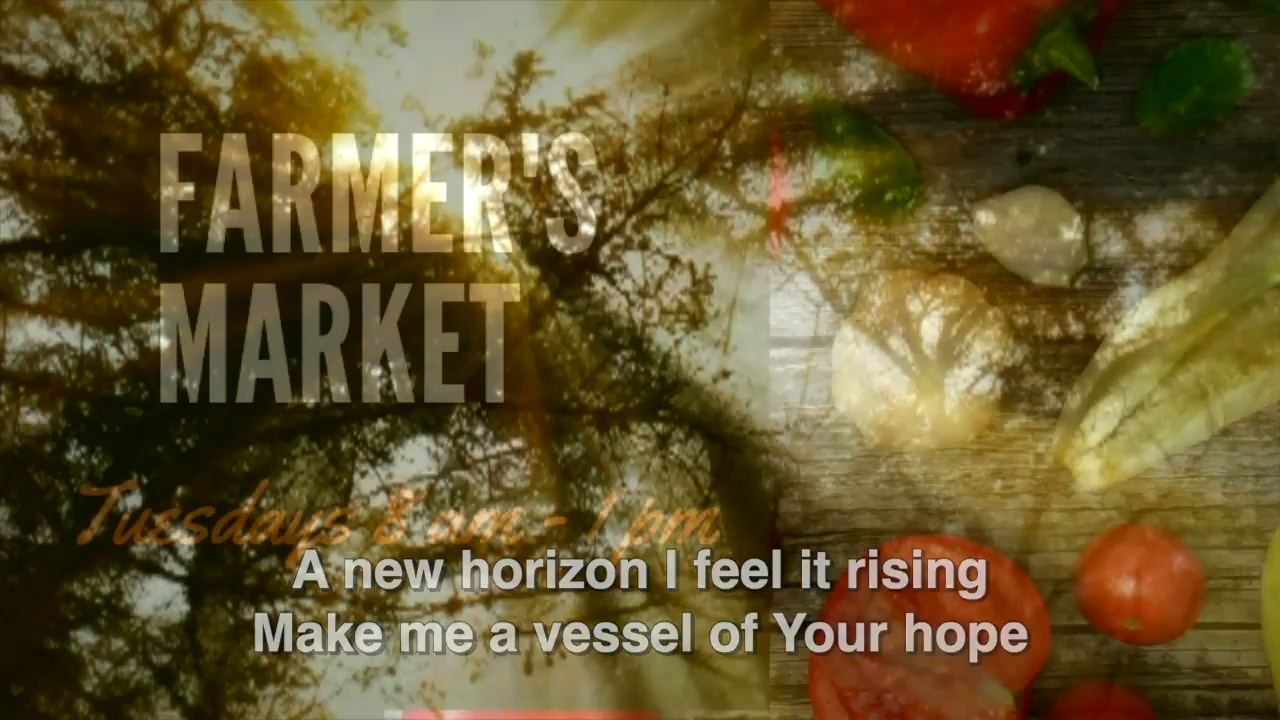 FARMER'S
MARKET
Tuesdays 8 am - 1 pm
A new horizon I feel it rising
Make me a vessel of Your hope